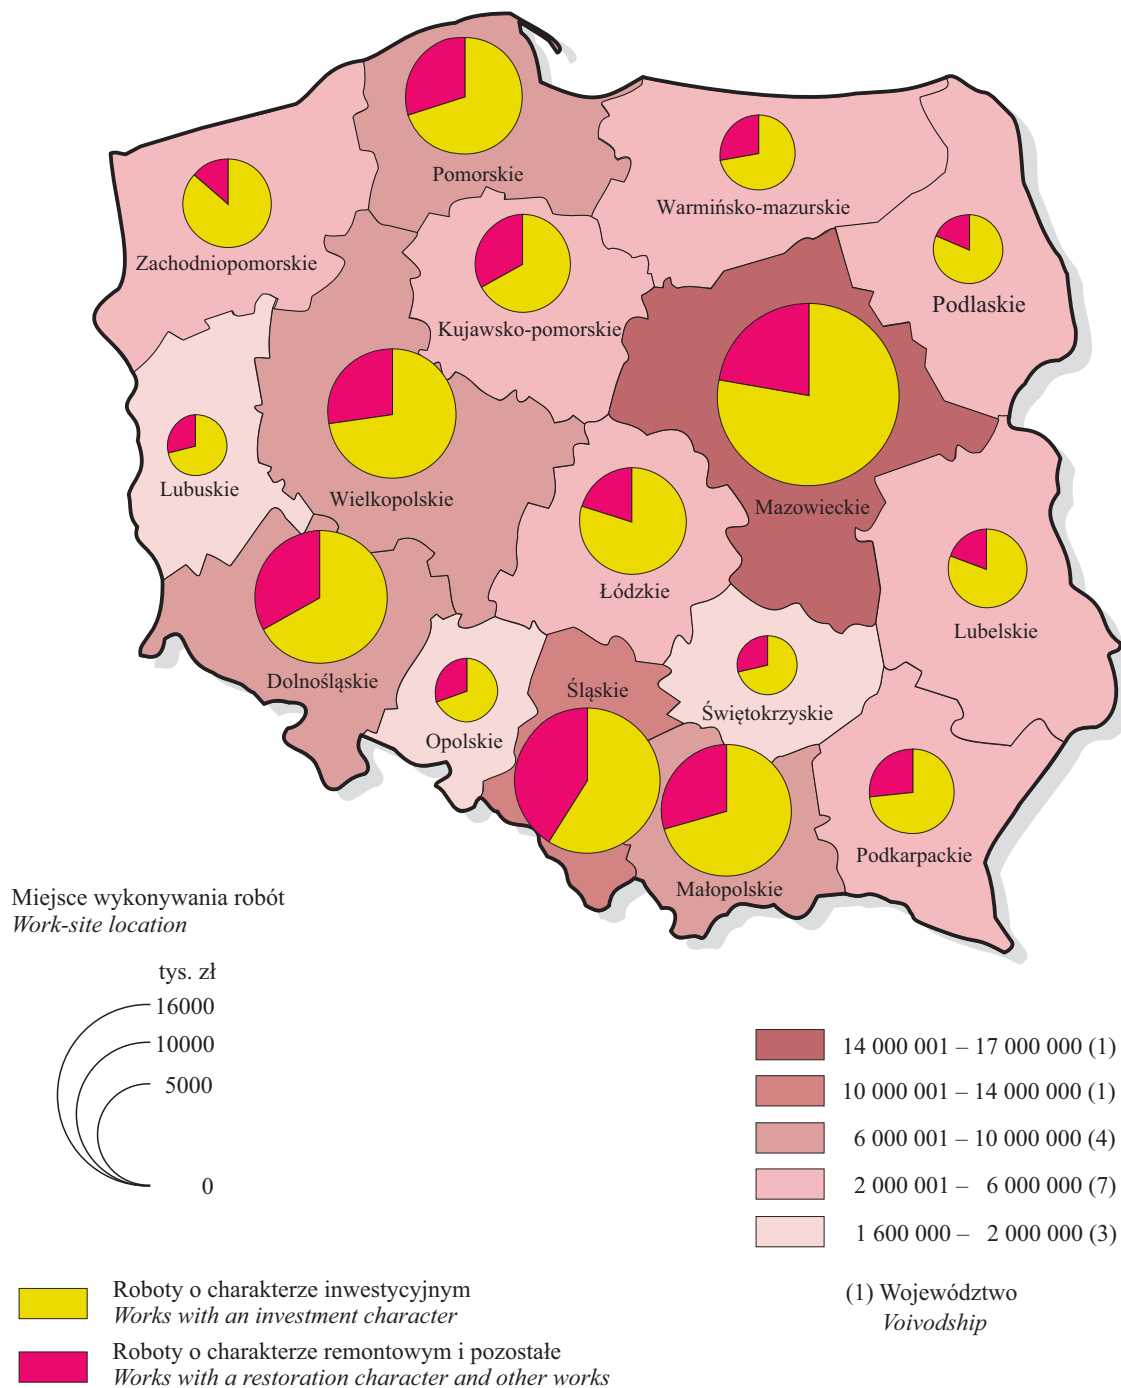 Pomorskie
Warmińsko-mazurskie
Zachodniopomorskie
Podlaskie
Kujawsko-pomorskie
Lubuskie
Wielkopolskie
Mazowieckie
Łódzkie
Lubelskie
Dolnośląskie
Śląskie
Świętokrzyskie
Opolskie
Podkarpackie
Małopolskie
Miejsce wykonywania robót
Work-site location
tys. zł
16000
10000
5000
0
14 000 001 – 17 000 000 (1)
10 000 001 – 14 000 000 (1)
6 000 001 – 10 000 000 (4)
2 000 001 – 6 000 000 (7)
1 600 000 – 2 000 000 (3)
(1) Województwo
Voivodship
Roboty o charakterze inwestycyjnym
Works with an investment character
Roboty o charakterze remontowym i pozostałe
Works with a restoration character and other works